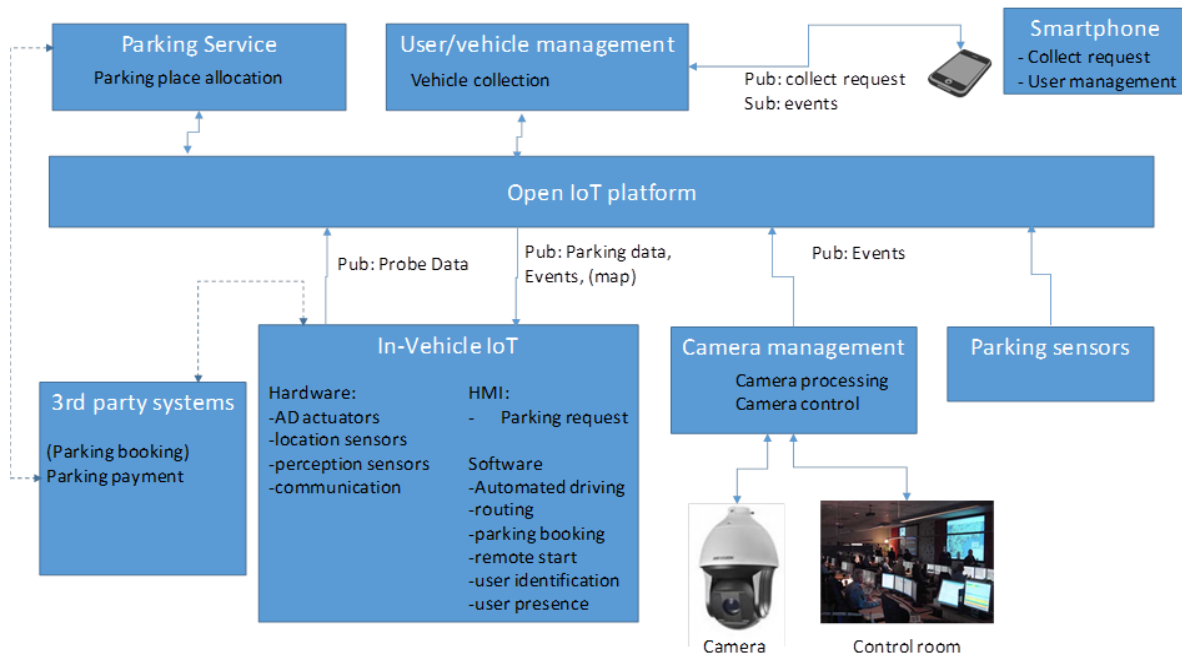 Parking Service
Parking place allocation
User/vehicle management
Vehicle collection
Pub: collect request
Sub: events
Smartphone
- Collect request
- User management
Open IoT platform
Pub: Probe Data
Pub: Parking data,
Events, (map)
Pub: Events
3rd party systems
(Parking booking)
Parking payment
In-Vehicle IoT
Hardware:
-AD actuators
-location sensors
-perception sensors
-communication
HMI:
- Parking request
Software
-Automated driving
-routing
-parking booking
-remote start
-user identification
-user presence
Camera management
Camera processing
Camera control
Parking sensors
Camera
Control room